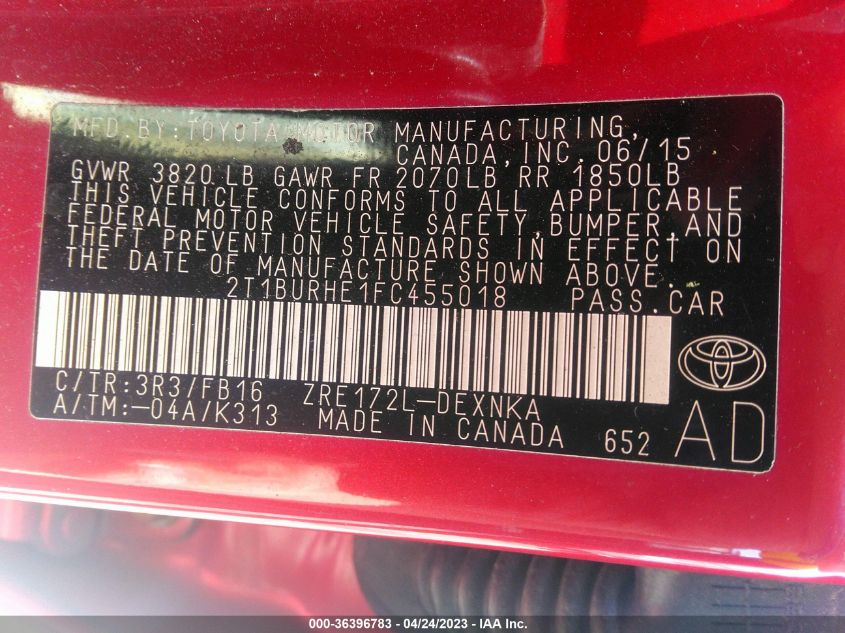 MFD. BY: TOYOTA MOTOR MANUFACTURING,
CANADA, INC. 06/15
GVWR 3820 LB GAWR FR 2070LB RR 1850LB
THIS VEHICLE CONFORMS TO ALL APPLICABLE
FEDERAL MOTOR VEHICLE SAFETY, BUMPER, AND
THEFT PREVENTION STANDARDS IN EFFECT ON
THE DATE OF MANUFACTURE SHOWN ABOVE.
2T1BURHE1FC455018 PASS. CAR
C/TR: 3R3/FB16 ZRE172L-DEXNKA
A/TM: -04A/K313 MADE IN CANADA 652 AD
000-36396783 - 04/24/2023 - IAA Inc.